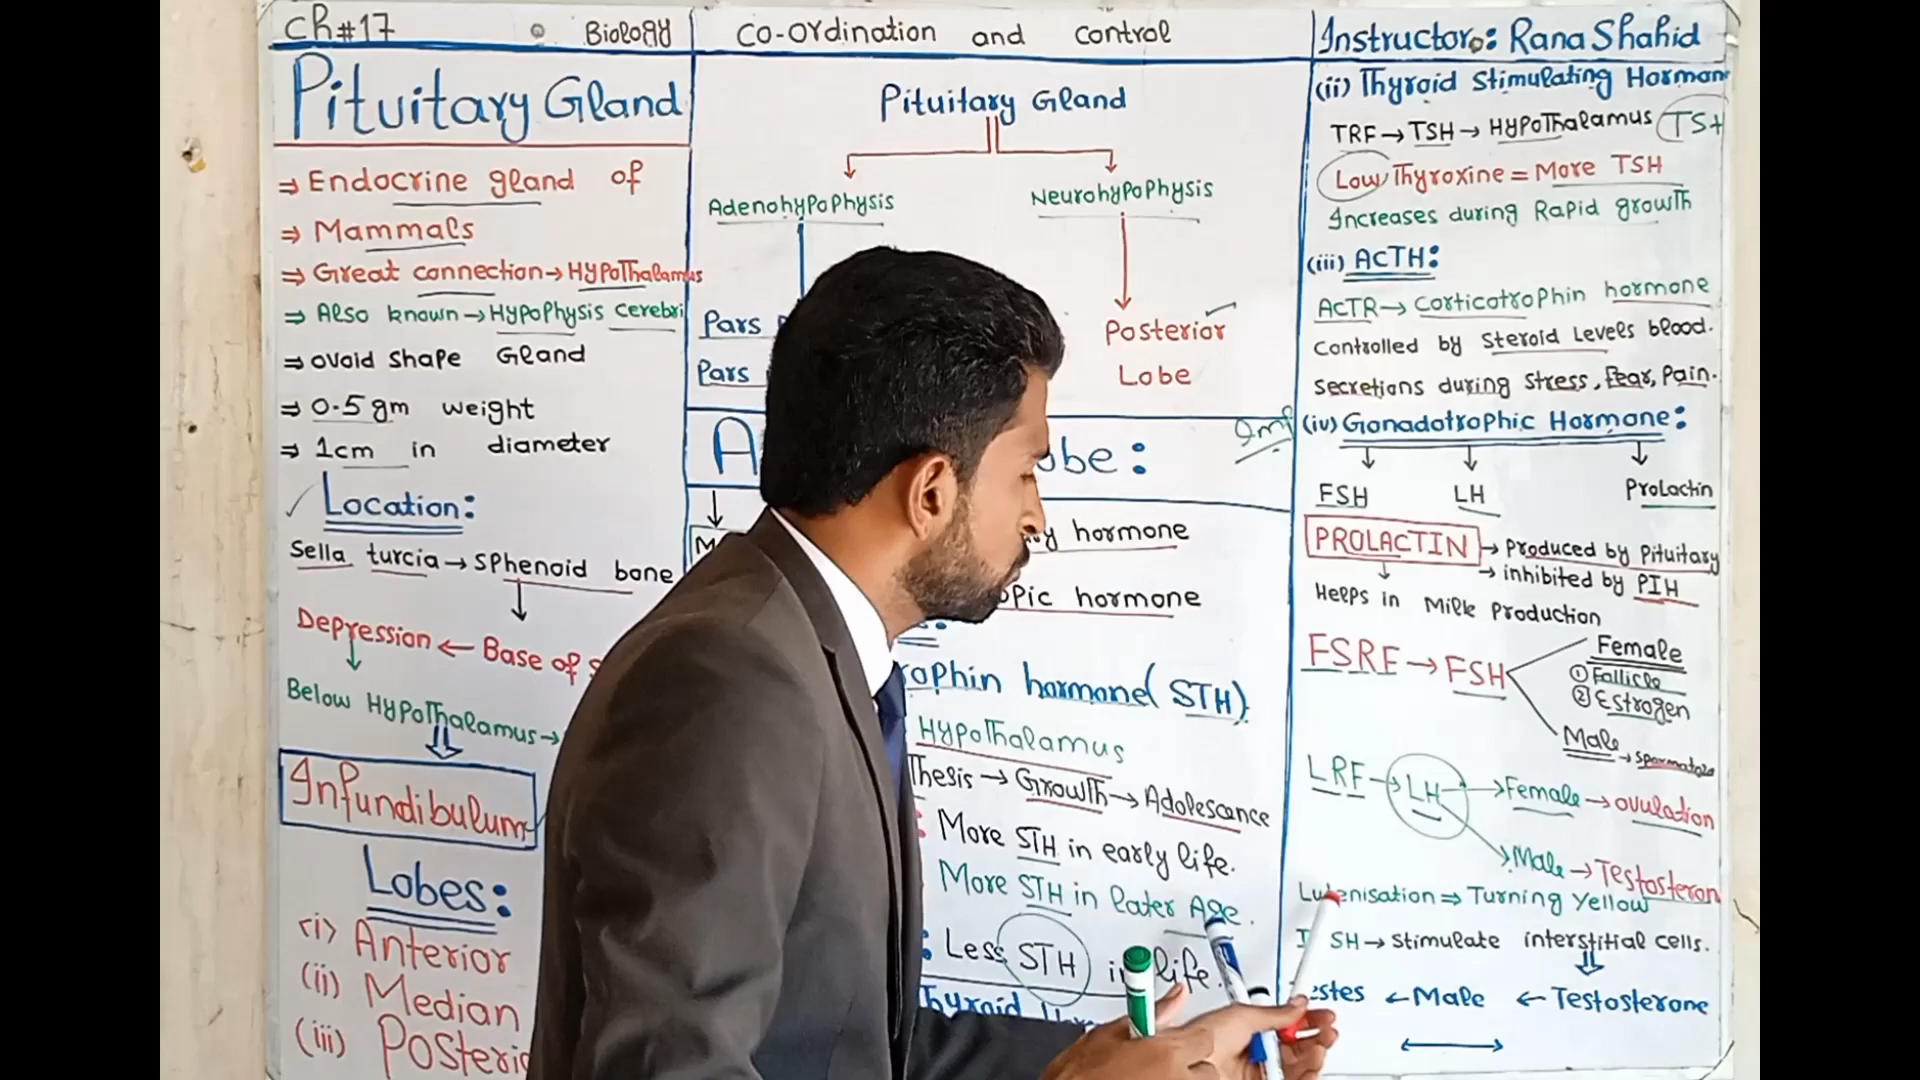 Ch#17 Biology
Co-ordination and control
Instructor: Rana Shahid
Pituitary Gland
⇒ Endocrine gland of
⇒ Mammals
⇒ Great connection → Hypothalamus
⇒ Also known → Hypophysis cerebri
⇒ ovoid shape Gland
⇒ 0.5 gm weight
⇒ 1cm in diameter
Location:
Sella turcia → Sphenoid bone
Depression ← Base of
Below Hypothalamus →
Infundibulum
Lobes:
(i) Anterior
(ii) Median
(iii)
Pituitary Gland
Adenohypophysis
Neurohypophysis
Pars
Pars
Posterior
Lobe
hormone
hormone
hormone (STH)
Hypothalamus
→ Growth → Adolescance
More STH in early life.
More STH in later Age.
Less STH in life.
Thyroid
(ii) Thyroid Stimulating
TRF → TSH → Hypothalamus
Low Thyroxine = More TSH
Increases during Rapid growth
(iii) ACTH:
ACTR → Corticotrophin hormone
Controlled by Steroid Levels blood.
Secretions during Stress, Fear, Pain.
(iv) Gonadotrophic Hormone:
FSH LH Prolactin
PROLACTIN → Produced by Pituitary
→ inhibited by PIH
Helps in Milk Production
FSRF → FSH
Female
① Follicle
② Estrogen
Male →
LRF → LH → Female → ovulation
Male → Testosteron
⇒ Turning Yellow
SH → Stimulate interstitial cells.
← Male ← Testosterone